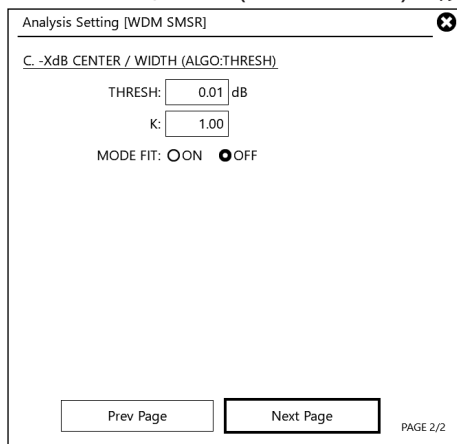 Analysis Setting [WDM SMSR]
C. -XdB CENTER / WIDTH (ALGO:THRESH)
THRESH: 0.01 dB
K: 1.00
MODE FIT: ON OFF
Prev Page Next Page PAGE 2/2